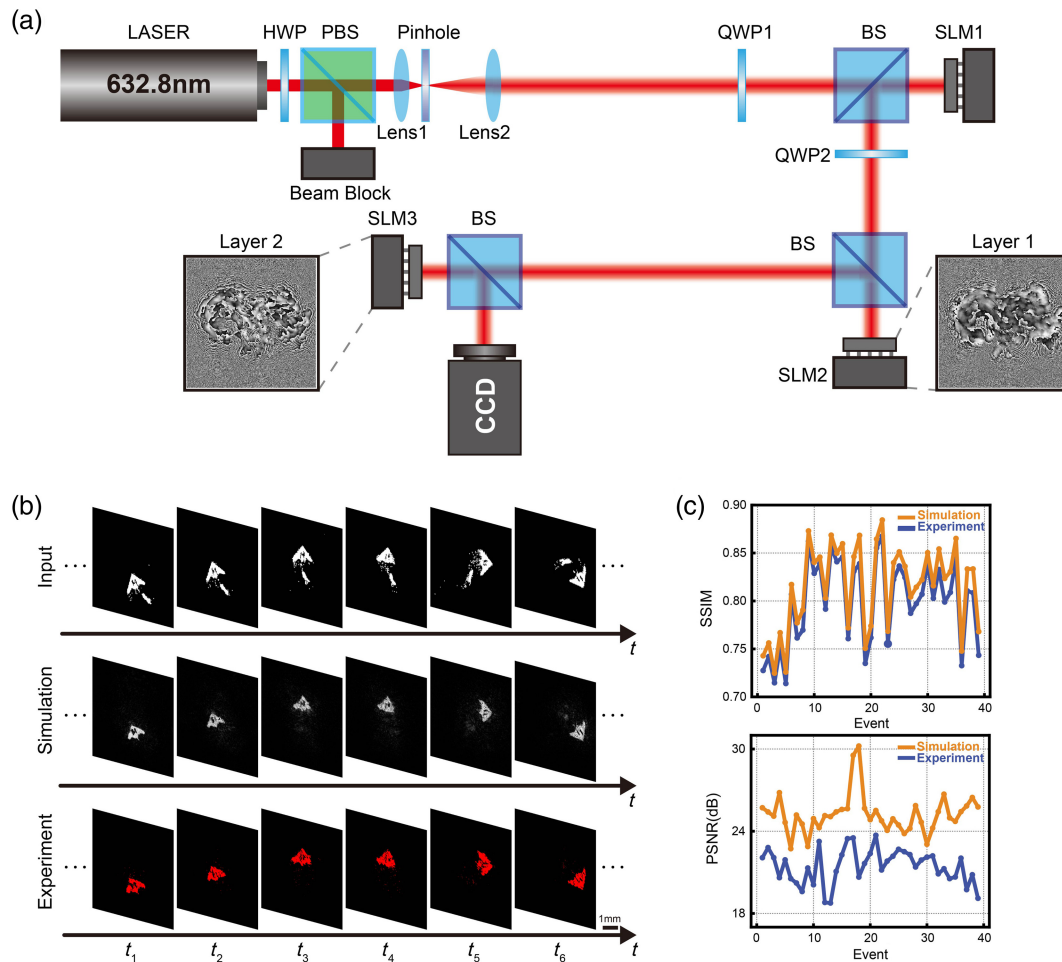 (a)
LASER
HWP
PBS
Pinhole
QWP1
BS
SLM1
632.8nm
Lens1
Lens2
QWP2
Beam Block
SLM3
BS
Layer 2
BS
Layer 1
SLM2
CCD
(b)
Input
...
...
t
Simulation
...
...
t
Experiment
...
...
1mm
t1
t2
t3
t4
t5
t6
t
(c)
0.90
Simulation
Experiment
0.85
SSIM
0.80
0.75
0.70
0
10
20
30
40
Event
30
Simulation
Experiment
PSNR(dB)
24
18
0
10
20
30
40
Event